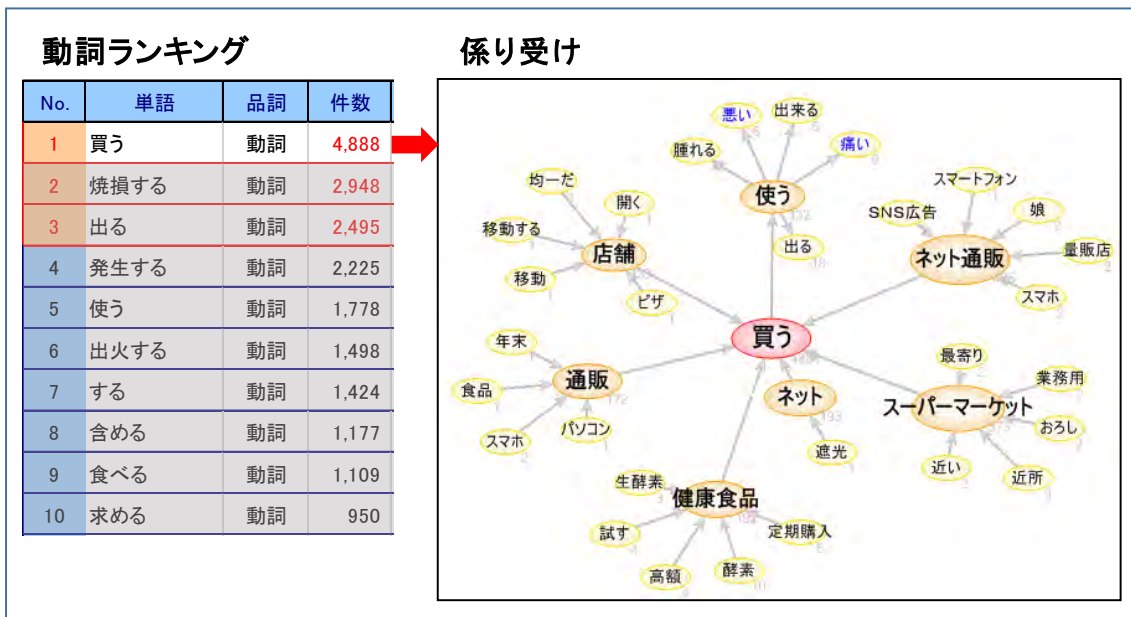 動詞ランキング
No. 単語 品詞 件数
1 買う 動詞 4,888
2 焼損する 動詞 2,948
3 出る 動詞 2,495
4 発生する 動詞 2,225
5 使う 動詞 1,778
6 出火する 動詞 1,498
7 する 動詞 1,424
8 含める 動詞 1,177
9 食べる 動詞 1,109
10 求める 動詞 950
係り受け
悪い
出来る
腫れる
痛い
使う
出る
均一だ
開く
移動する
店舗
移動
ピザ
スマートフォン
SNS広告
娘
ネット通販
量販店
スマホ
買う
年末
通販
食品
スマホ
パソコン
ネット
193
遮光
最寄り
業務用
スーパーマーケット
おろし
近い
近所
生酵素
健康食品
試す
定期購入
高額
酵素